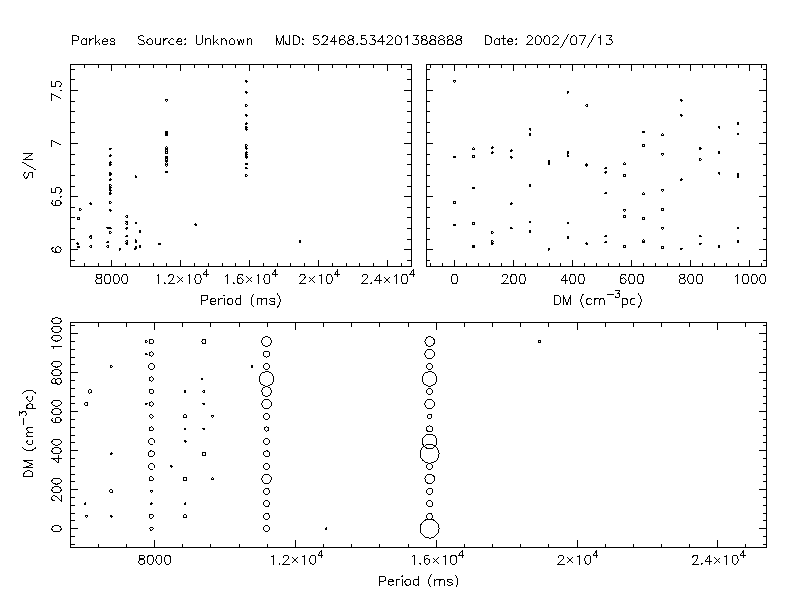 Parkes Source: Unknown MJD: 52468.534201388888 Date: 2002/07/13
S/N
7.5
7
6.5
6
8000 1.2×10⁴ 1.6×10⁴ 2×10⁴ 2.4×10⁴
Period (ms)
0 200 400 600 800 1000
DM (cm⁻³pc)
DM (cm⁻³pc)
1000
800
600
400
200
0
8000 1.2×10⁴ 1.6×10⁴ 2×10⁴ 2.4×10⁴
Period (ms)